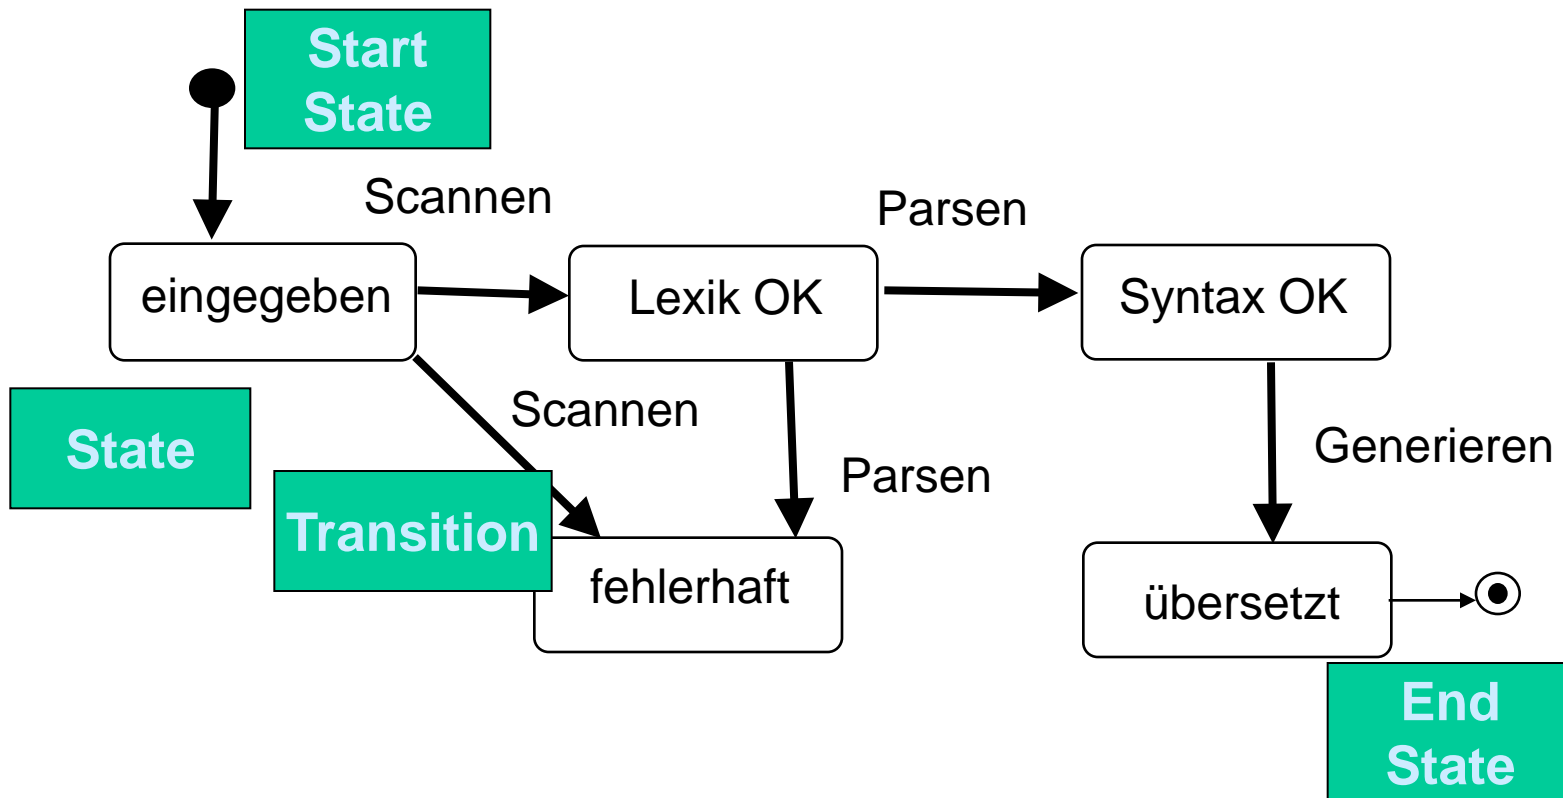 Start
State
Scannen
Parsen
eingegeben
Lexik OK
Syntax OK
Scannen
State
Generieren
Parsen
Transition
fehlerhaft
übersetzt
End
State